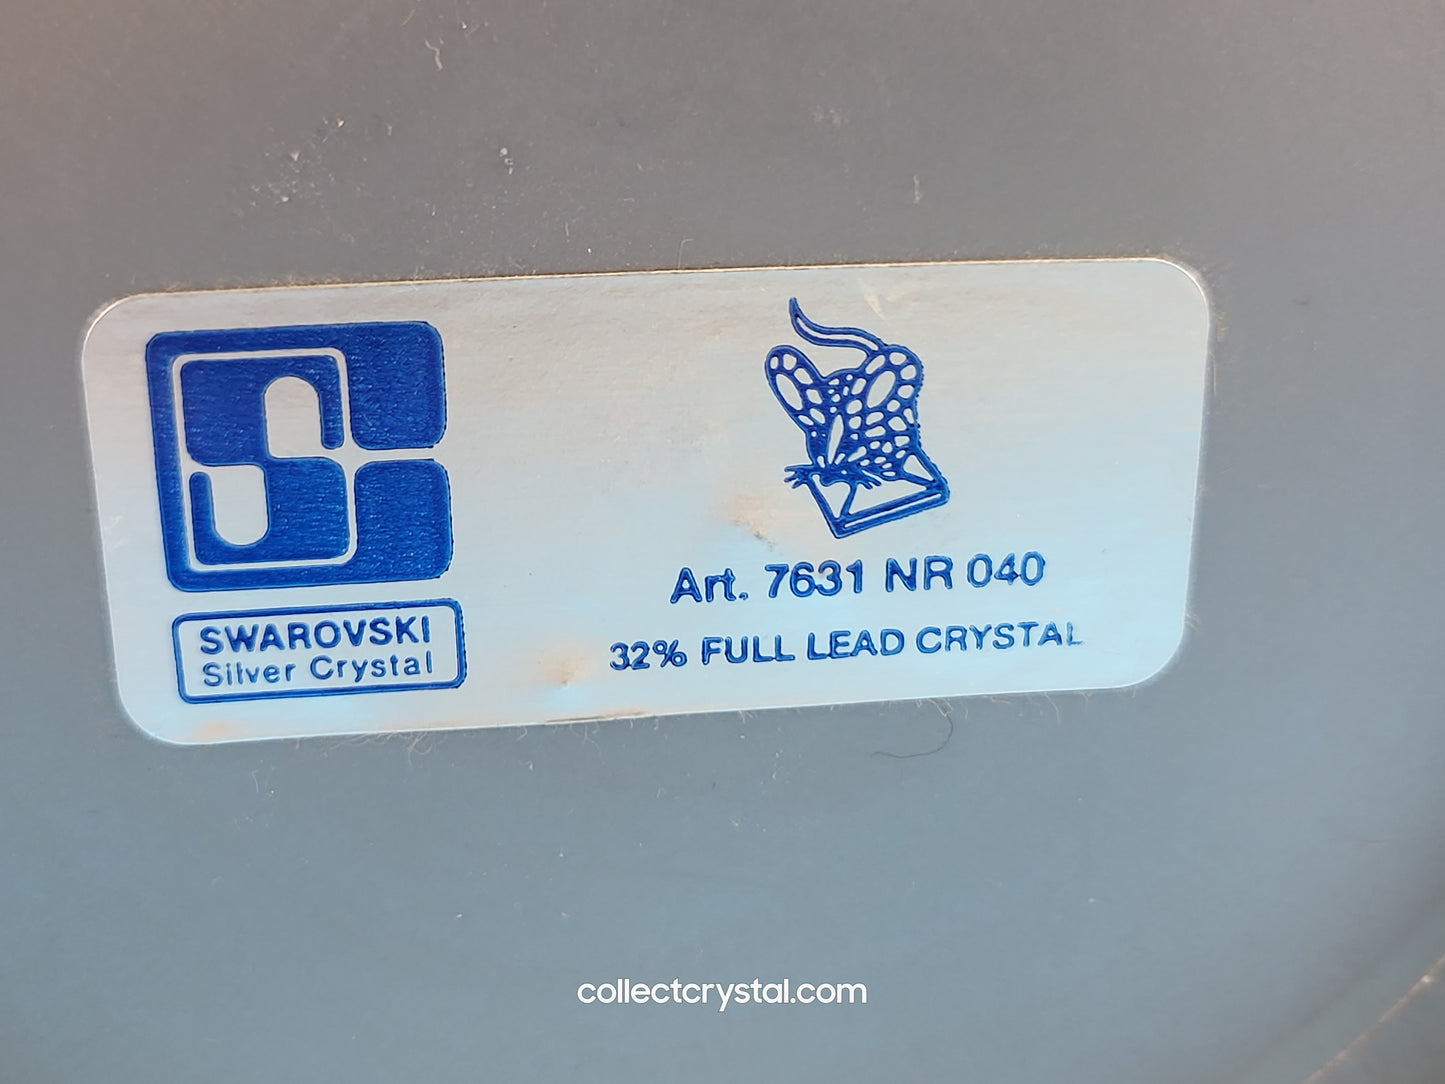 SWAROVSKI
Silver Crystal
Art. 7631 NR 040
32% FULL LEAD CRYSTAL
collectcrystal.com